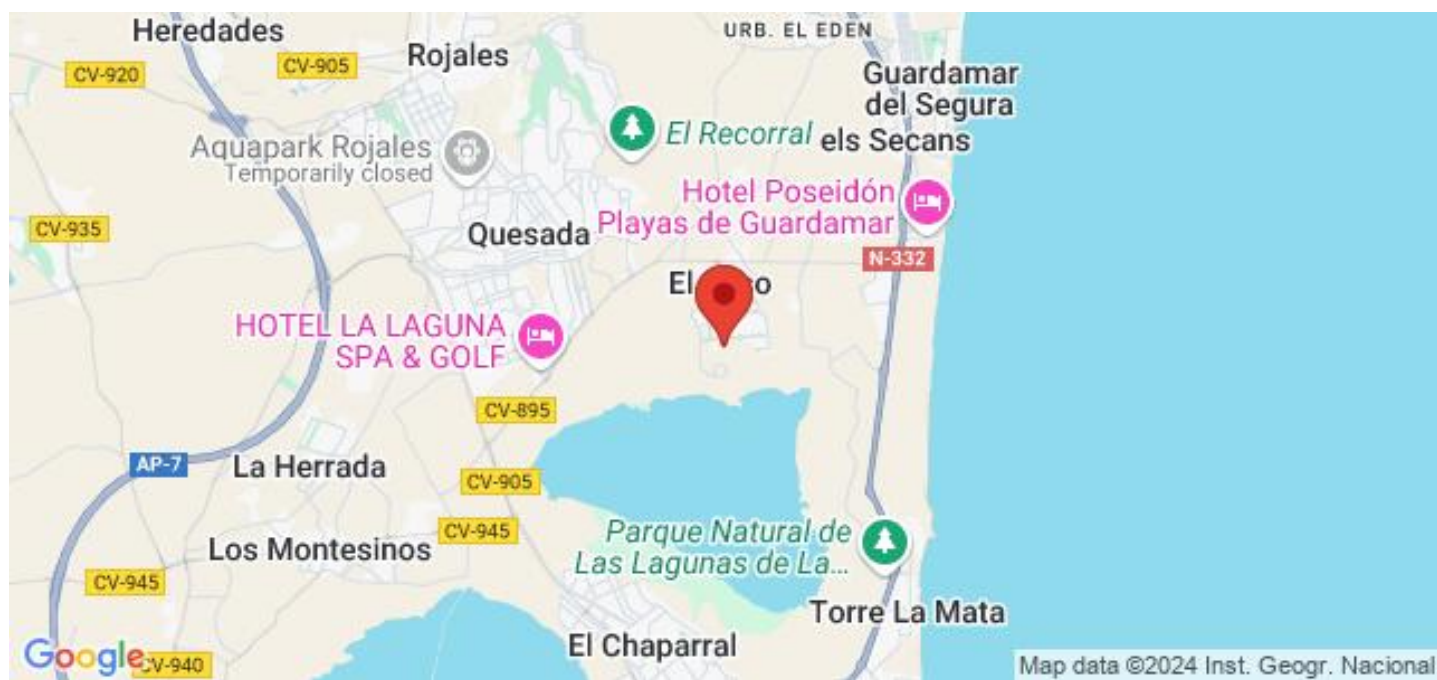 Heredades
URB. EL EDEN
Rojales
CV-905
CV-920
Guardamar
del Segura
El Recorral
els Secans
Aquapark Rojales
Temporarily closed
Hotel Poseidón
Playas de Guardamar
CV-935
Quesada
N-332
HOTEL LA LAGUNA
SPA & GOLF
CV-895
AP-7
La Herrada
CV-905
CV-945
Parque Natural de
Las Lagunas de La...
Los Montesinos
CV-945
Torre La Mata
El Chaparral
Google
CV-940
Map data ©2024 Inst. Geogr. Nacional